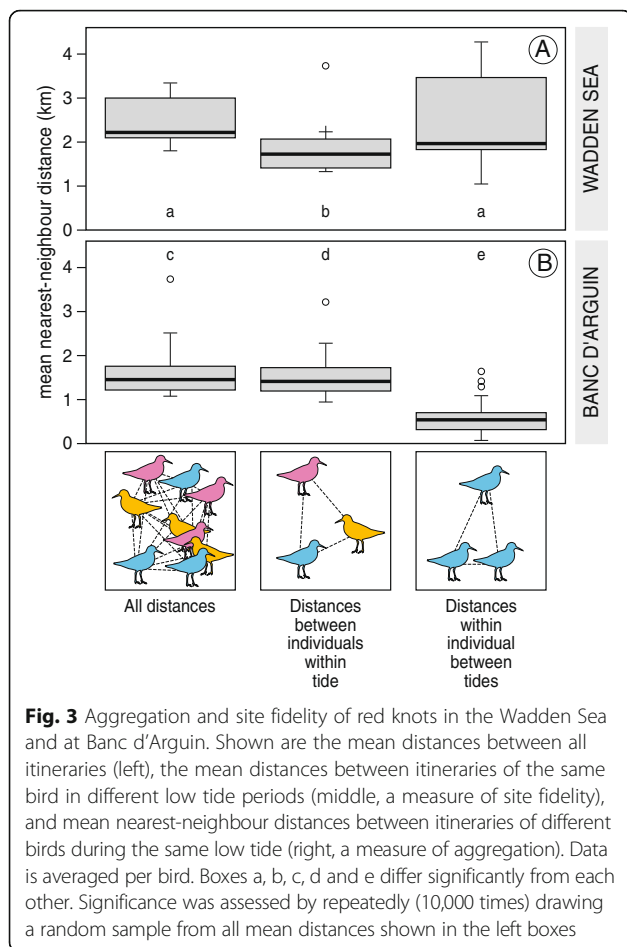 mean nearest-neighbour distance (km)
4
3
2
1
0
A
a
b
a
WADDEN SEA
4
3
2
1
0
c
d
e
B
BANC D'ARGUIN
All distances
Distances
between
individuals
within
tide
Distances
within
individual
between
tides
Fig. 3 Aggregation and site fidelity of red knots in the Wadden Sea
and at Banc d'Arguin. Shown are the mean distances between all
itineraries (left), the mean distances between itineraries of the same
bird in different low tide periods (middle, a measure of site fidelity),
and mean nearest-neighbour distances between itineraries of different
birds during the same low tide (right, a measure of aggregation). Data
is averaged per bird. Boxes a, b, c, d and e differ significantly from each
other. Significance was assessed by repeatedly (10,000 times) drawing
a random sample from all mean distances shown in the left boxes